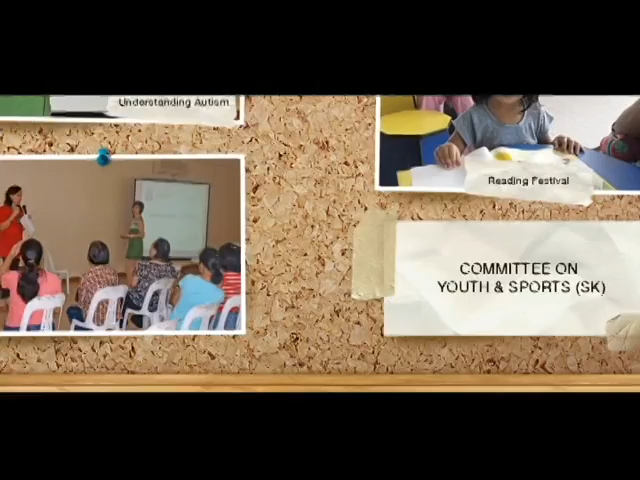 Understanding Autism
Reading Festival
COMMITTEE ON
YOUTH & SPORTS (SK)